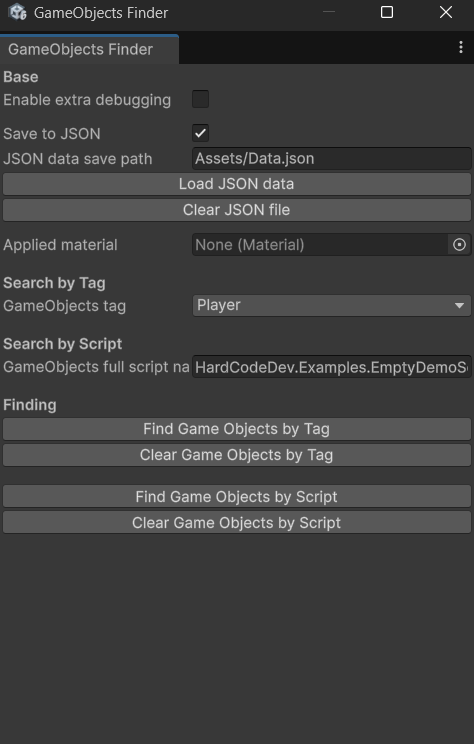 GameObjects Finder
GameObjects Finder
Base
Enable extra debugging
Save to JSON
JSON data save path Assets/Data.json
Load JSON data
Clear JSON file
Applied material None (Material)
Search by Tag
GameObjects tag Player
Search by Script
GameObjects full script na HardCodeDev.Examples.EmptyDemoS
Finding
Find Game Objects by Tag
Clear Game Objects by Tag
Find Game Objects by Script
Clear Game Objects by Script